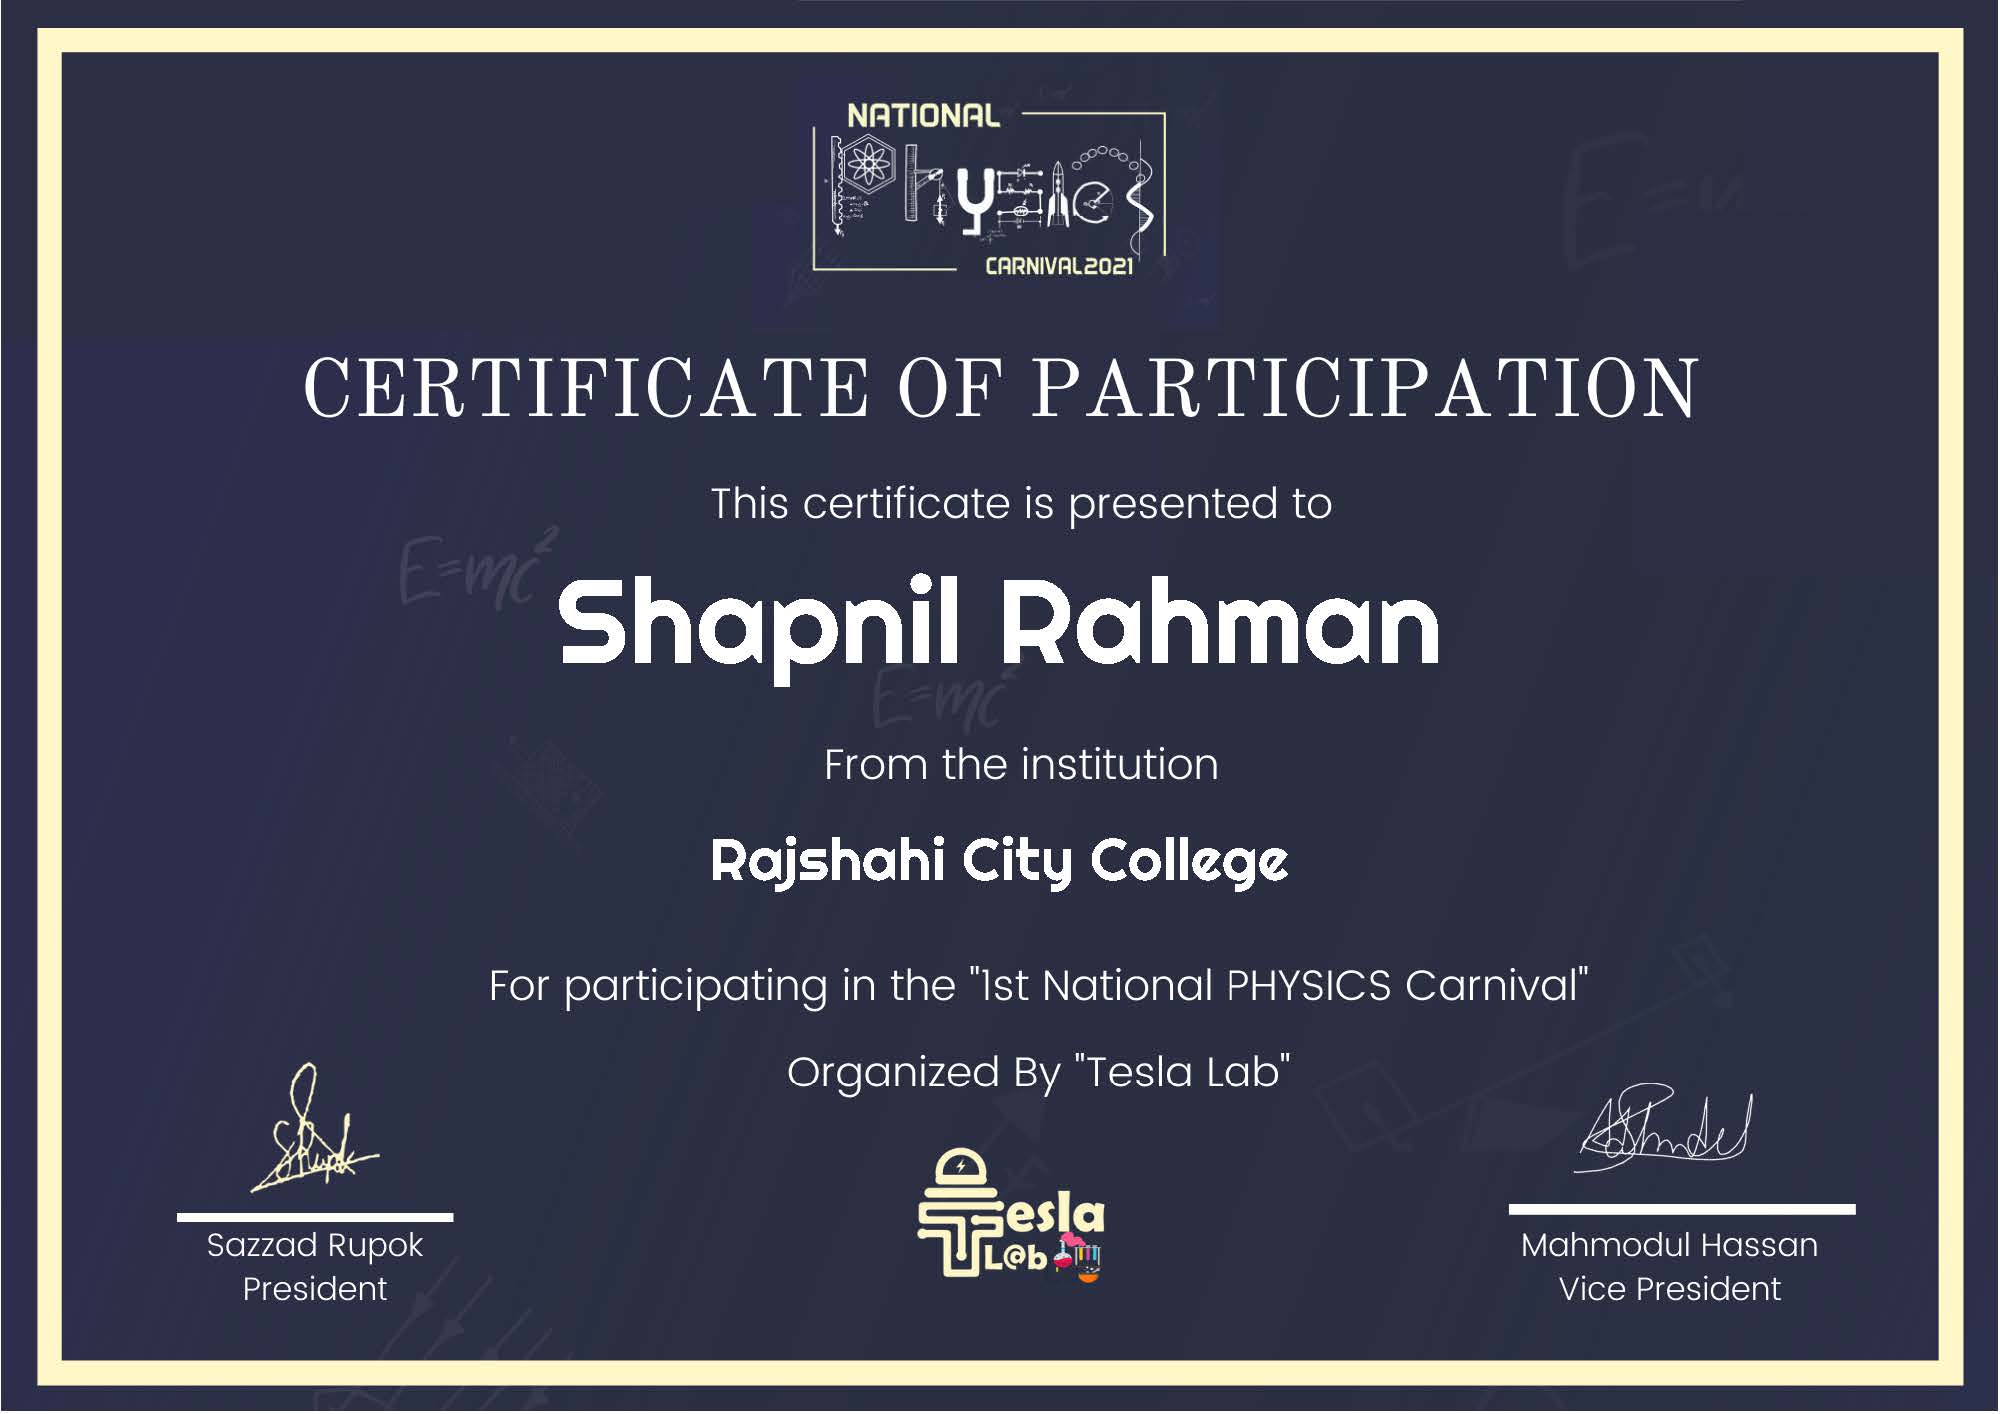 NATIONAL
Physics
CARNIVAL2021
CERTIFICATE OF PARTICIPATION
This certificate is presented to
E=mc²
Shapnil Rahman
E=mc²
From the institution
Rajshahi City College
For participating in the "1st National PHYSICS Carnival"
Organized By "Tesla Lab"
Tesla
L@b
Sazzad Rupok
President
Mahmodul Hassan
Vice President